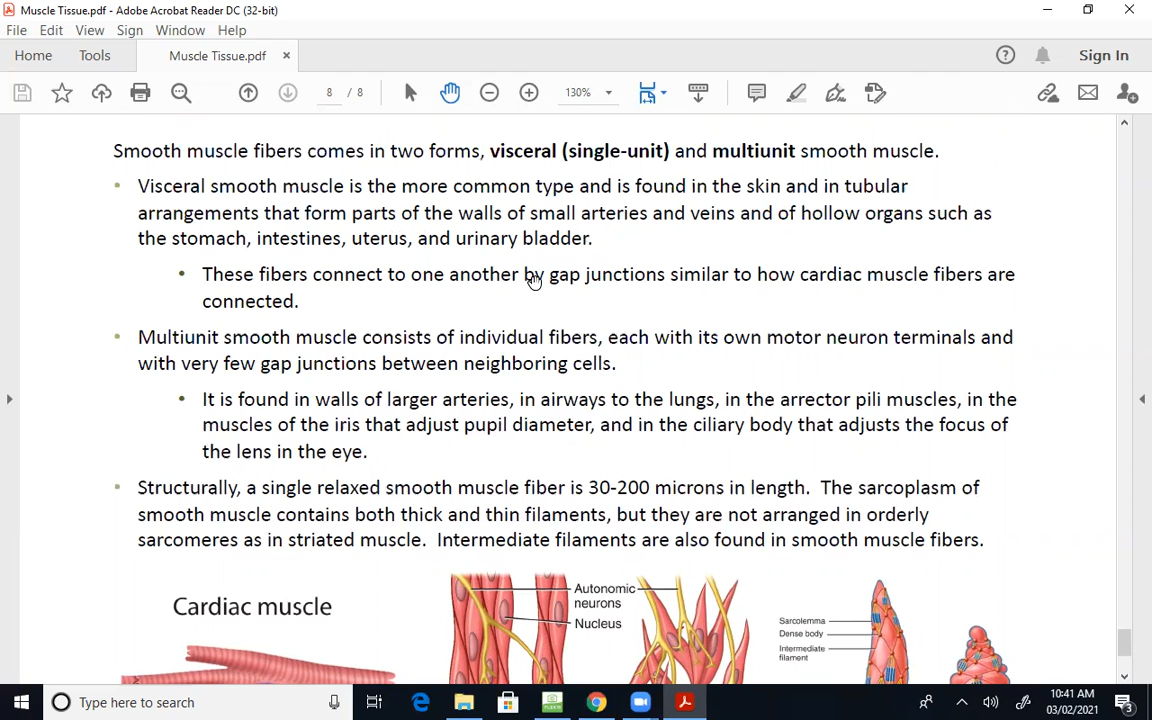 Muscle Tissue.pdf - Adobe Acrobat Reader DC (32-bit)
File Edit View Sign Window Help
Home Tools Muscle Tissue.pdf × Sign In
8 / 8 130%
Smooth muscle fibers comes in two forms, visceral (single-unit) and multiunit smooth muscle.
• Visceral smooth muscle is the more common type and is found in the skin and in tubular
arrangements that form parts of the walls of small arteries and veins and of hollow organs such as
the stomach, intestines, uterus, and urinary bladder.
• These fibers connect to one another by gap junctions similar to how cardiac muscle fibers are
connected.
• Multiunit smooth muscle consists of individual fibers, each with its own motor neuron terminals and
with very few gap junctions between neighboring cells.
• It is found in walls of larger arteries, in airways to the lungs, in the arrector pili muscles, in the
muscles of the iris that adjust pupil diameter, and in the ciliary body that adjusts the focus of
the lens in the eye.
• Structurally, a single relaxed smooth muscle fiber is 30-200 microns in length. The sarcoplasm of
smooth muscle contains both thick and thin filaments, but they are not arranged in orderly
sarcomeres as in striated muscle. Intermediate filaments are also found in smooth muscle fibers.
Cardiac muscle
Autonomic
neurons
Nucleus
Sarcolemma
Dense body
Intermediate
filament
Type here to search
10:41 AM
03/02/2021
3